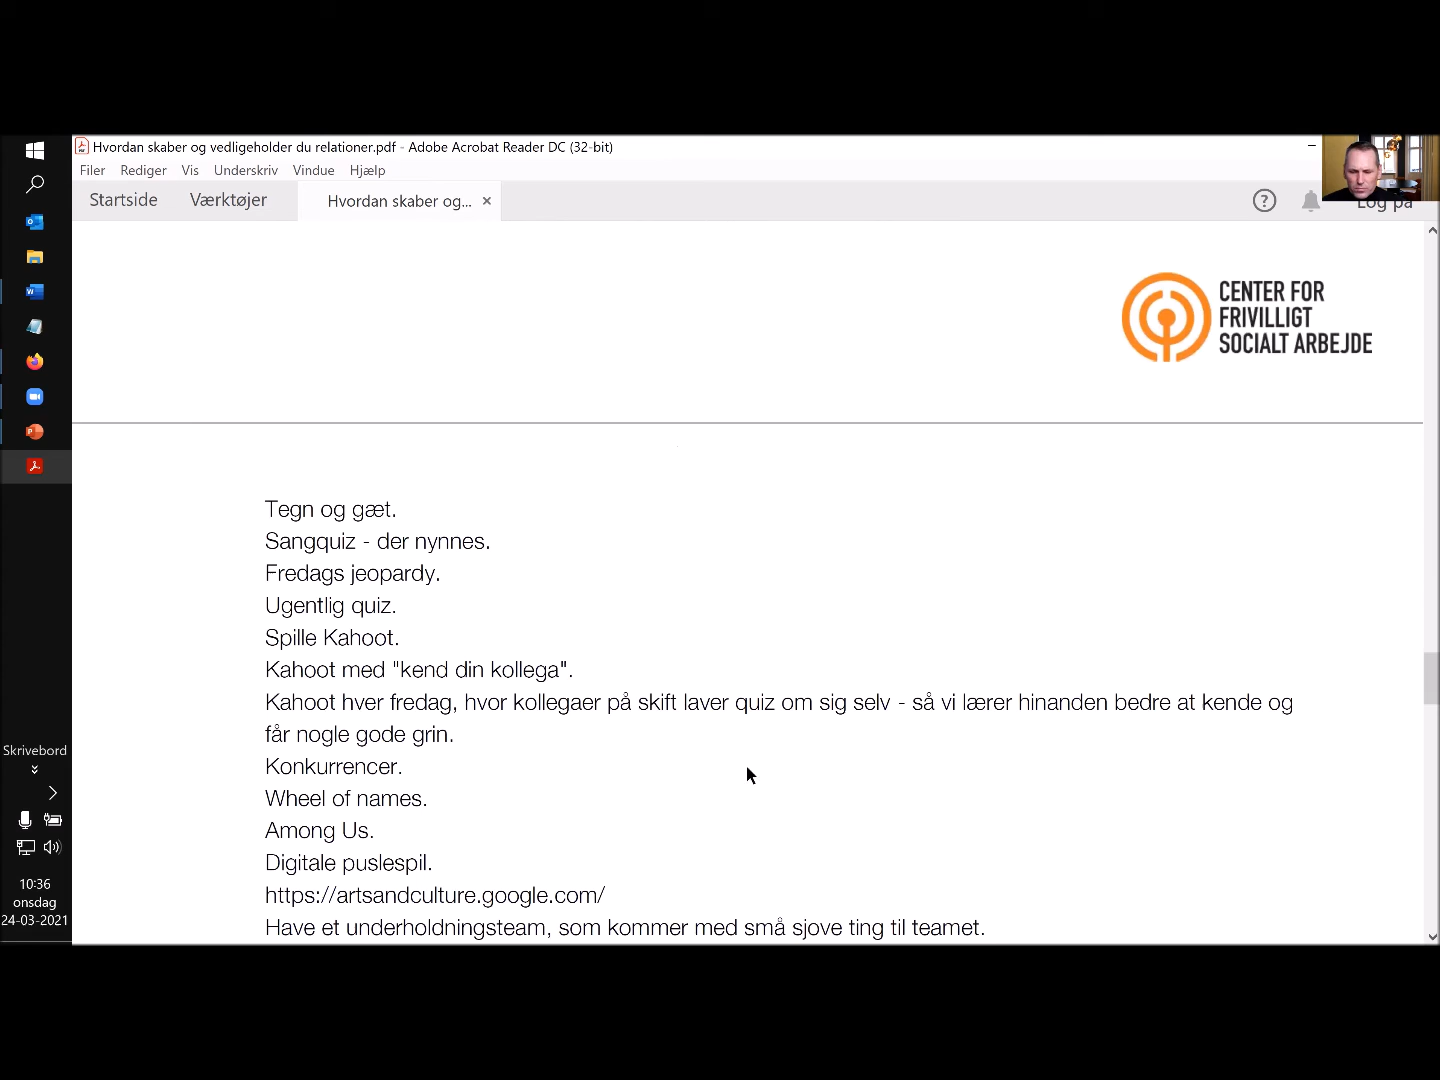 Hvordan skaber og vedligeholder du relationer.pdf - Adobe Acrobat Reader DC (32-bit)
Filer Rediger Vis Underskriv Vindue Hjælp
Startside Værktøjer Hvordan skaber og... × Log på
CENTER FOR
FRIVILLIGT
SOCIALT ARBEJDE
Tegn og gæt.
Sangquiz - der nynnes.
Fredags jeopardy.
Ugentlig quiz.
Spille Kahoot.
Kahoot med "kend din kollega".
Kahoot hver fredag, hvor kollegaer på skift laver quiz om sig selv - så vi lærer hinanden bedre at kende og
får nogle gode grin.
Konkurrencer.
Wheel of names.
Among Us.
Digitale puslespil.
https://artsandculture.google.com/
Have et underholdningsteam, som kommer med små sjove ting til teamet.
Skrivebord
10:36
onsdag
24-03-2021